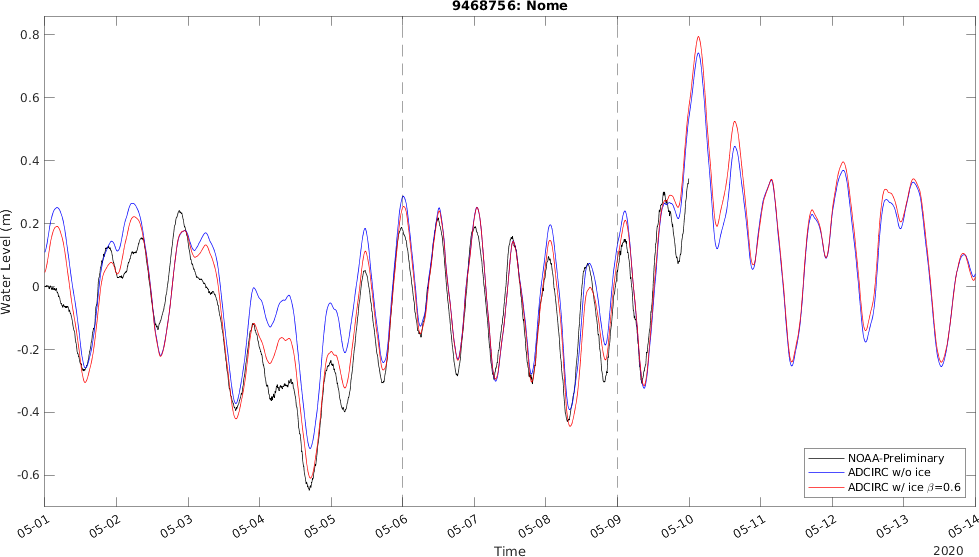 9468756: Nome
Water Level (m)
0.8
0.6
0.4
0.2
0
-0.2
-0.4
-0.6
NOAA-Preliminary
ADCIRC w/o ice
ADCIRC w/ ice β=0.6
05-01 05-02 05-03 05-04 05-05 05-06 05-07 05-08 05-09 05-10 05-11 05-12 05-13 05-14
Time
2020